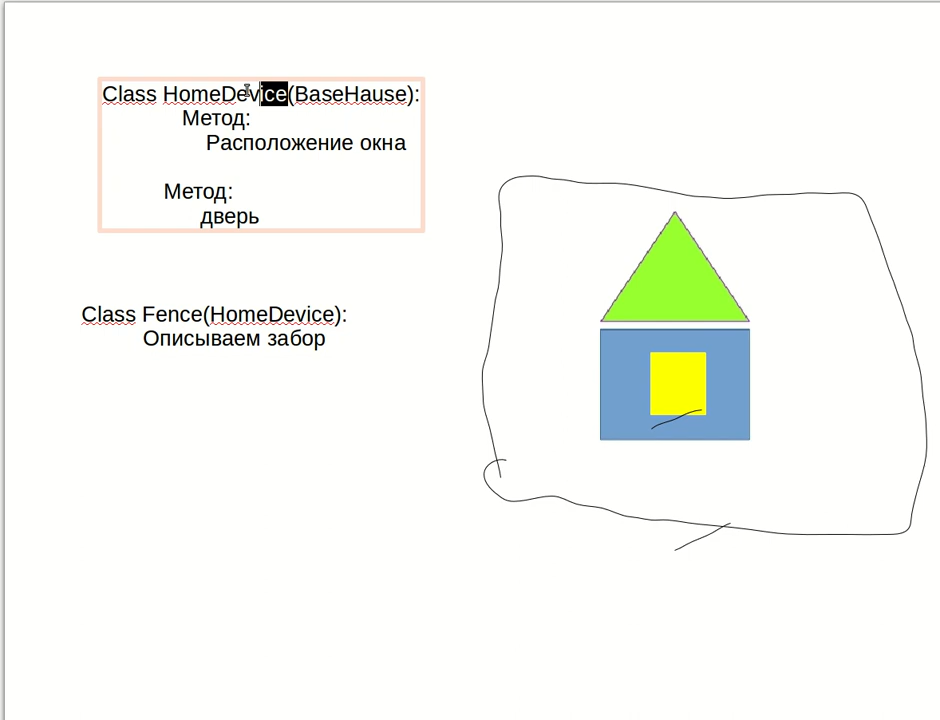 Class HomeDevice(BaseHause):
Метод:
Расположение окна
Метод:
дверь
Class Fence(HomeDevice):
Описываем забор